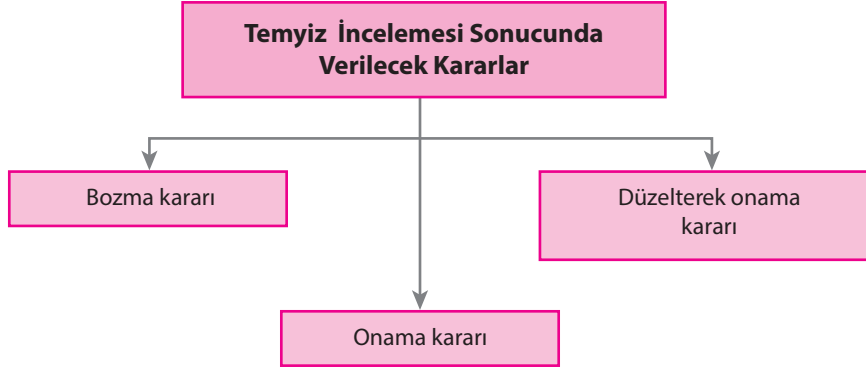 Temyiz İncelemesi Sonucunda
Verilecek Kararlar
Bozma kararı
Düzelterek onama
kararı
Onama kararı